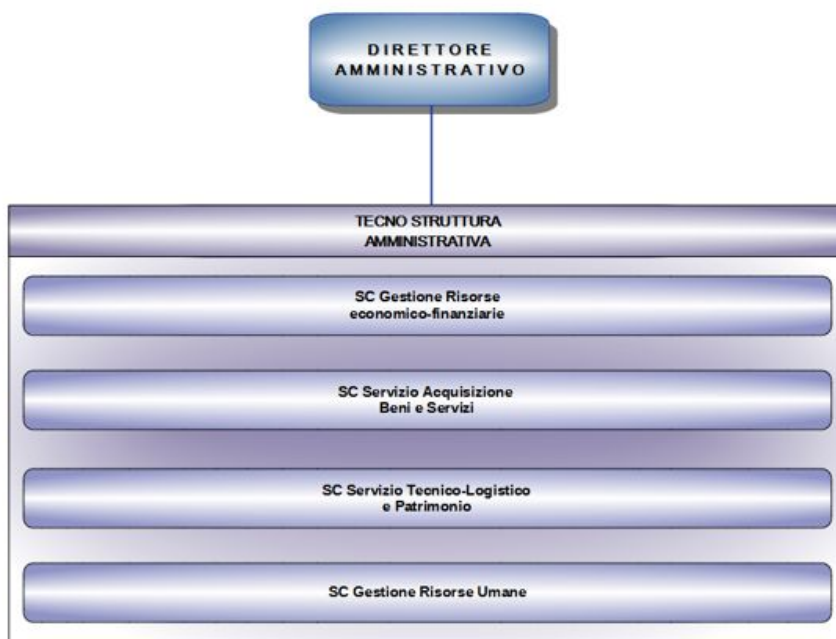 DIRETTORE
AMMINISTRATIVO
TECNO STRUTTURA
AMMINISTRATIVA
SC Gestione Risorse
economico-finanziarie
SC Servizio Acquisizione
Beni e Servizi
SC Servizio Tecnico-Logistico
e Patrimonio
SC Gestione Risorse Umane